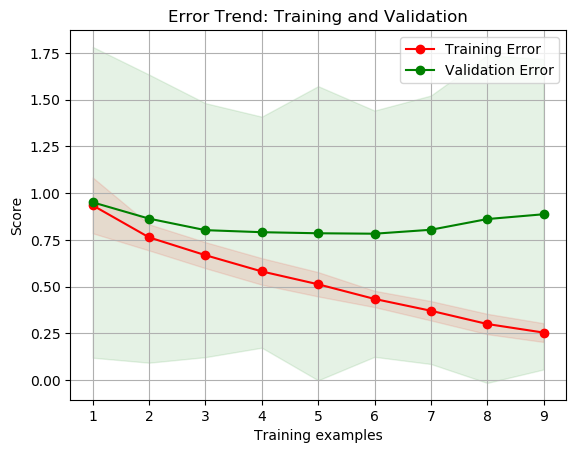 Error Trend: Training and Validation
Training Error
Validation Error
Score
1.75
1.50
1.25
1.00
0.75
0.50
0.25
0.00
1 2 3 4 5 6 7 8 9
Training examples